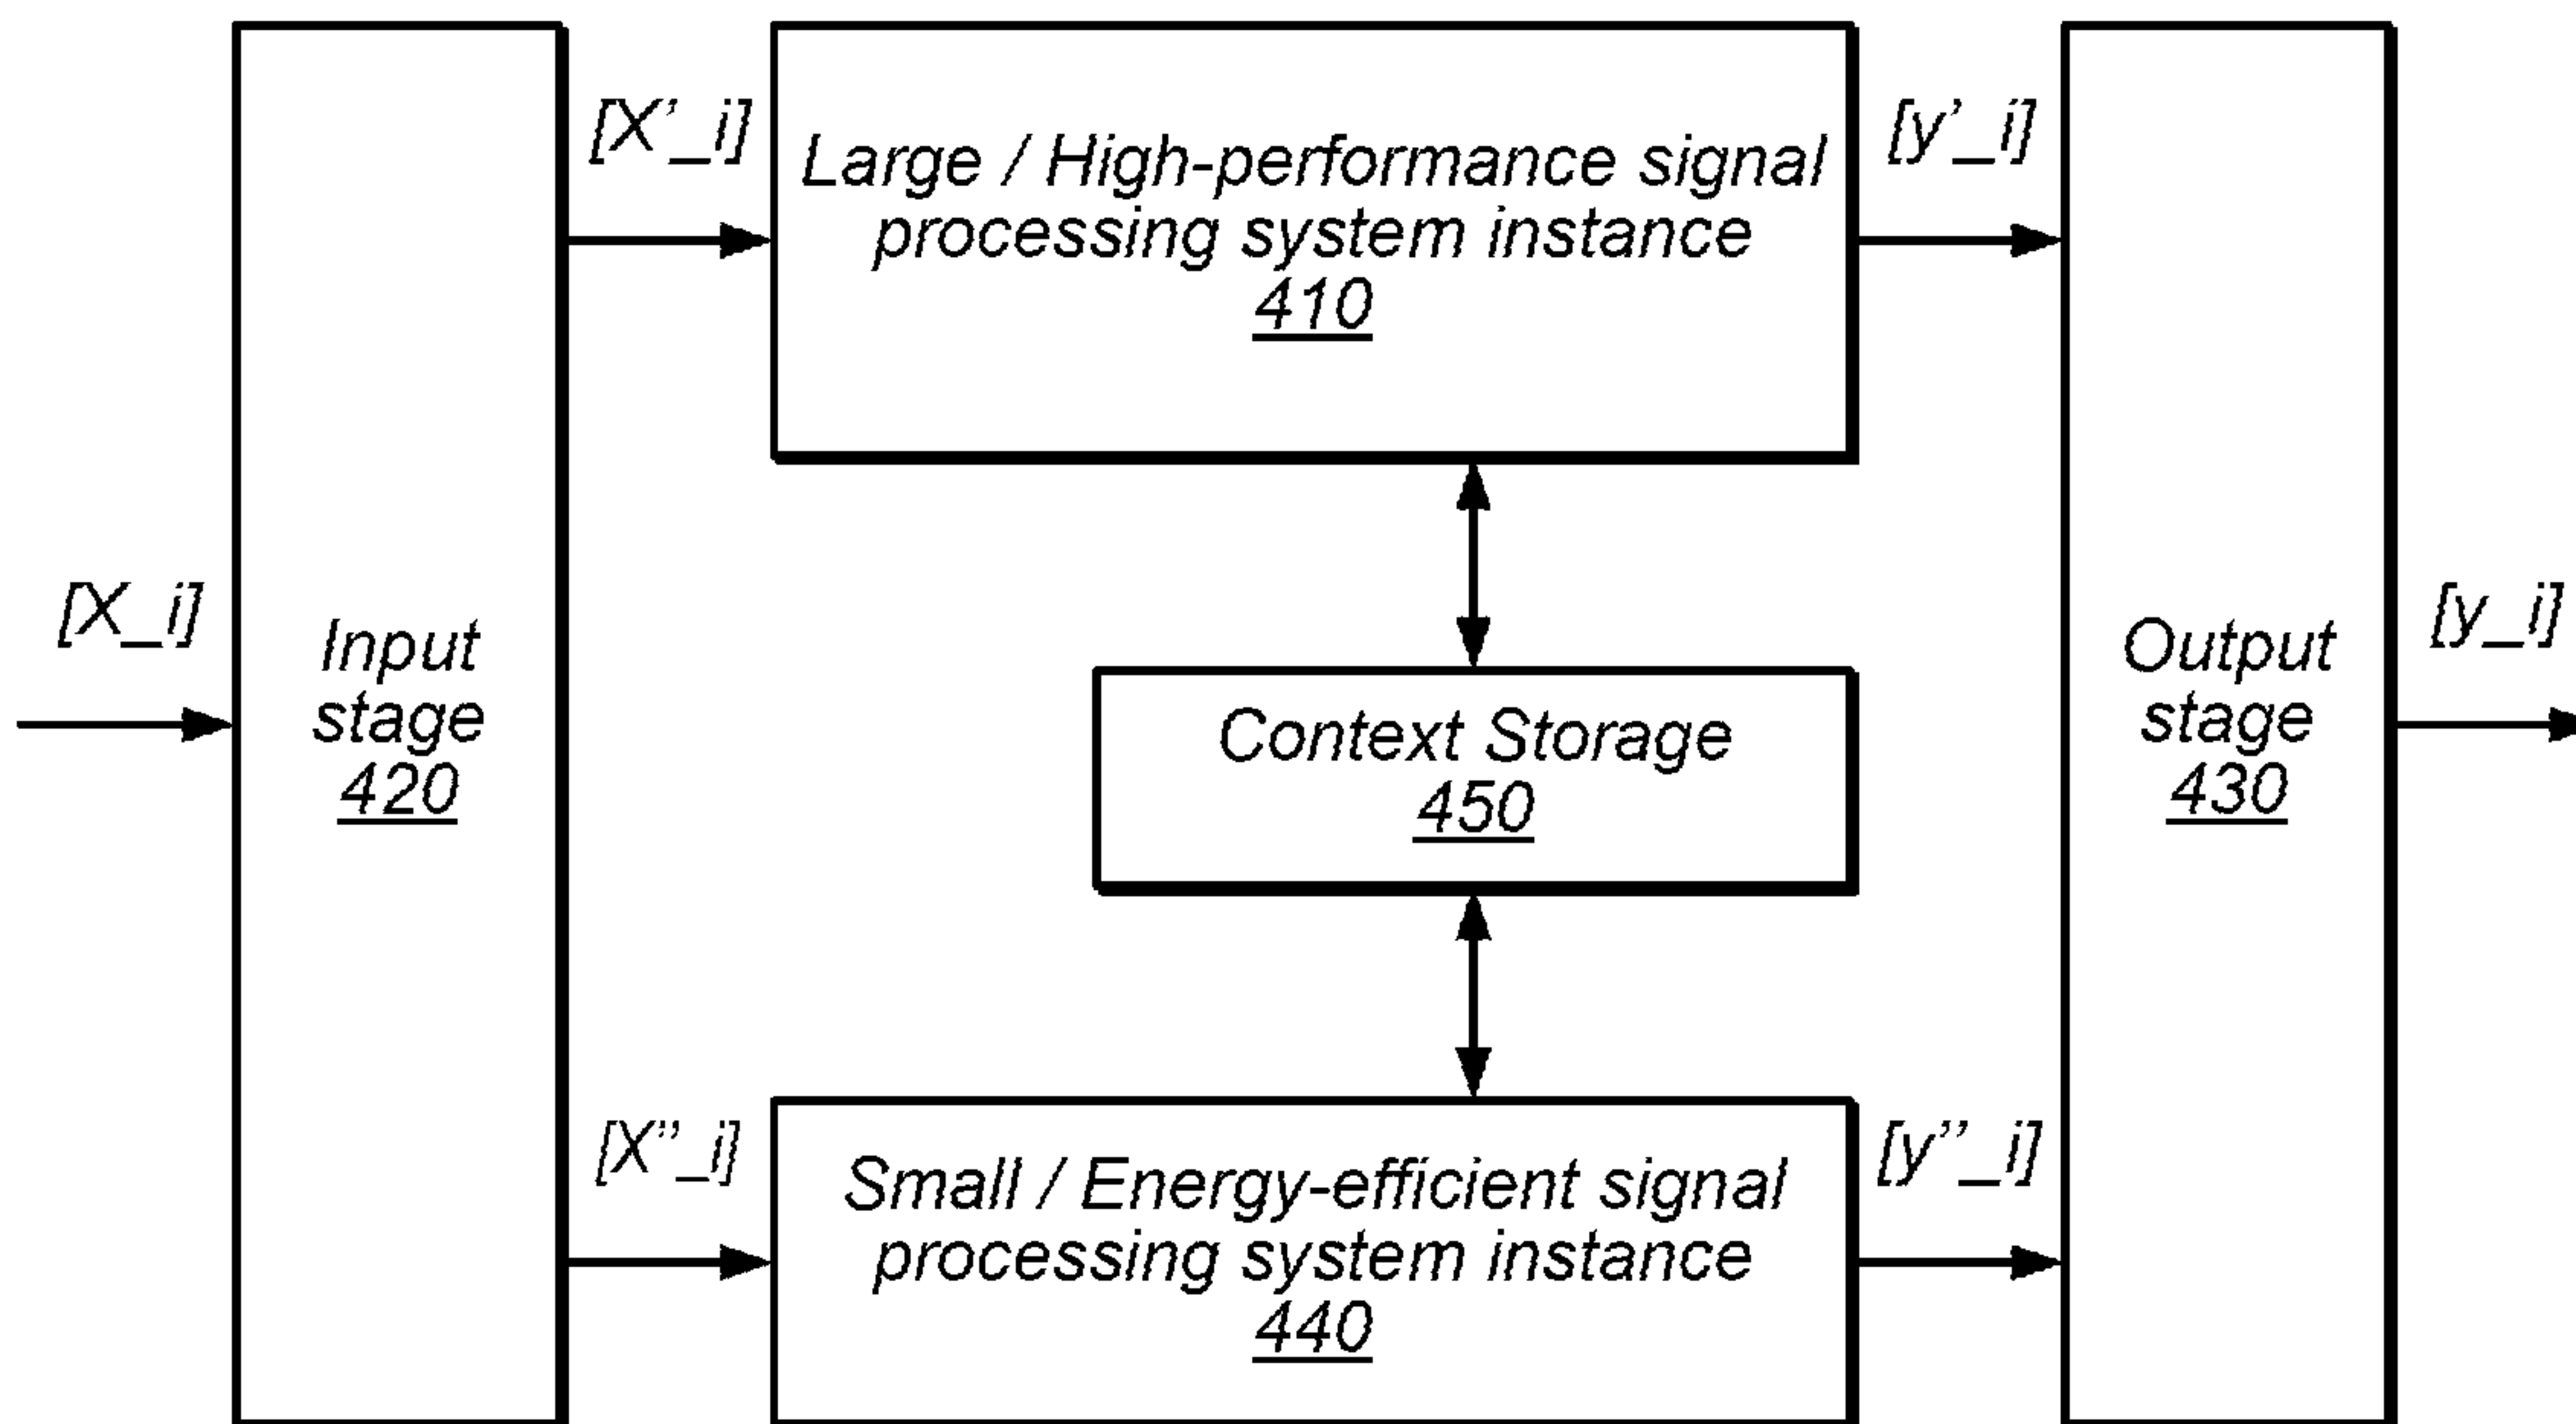 [X_i]
Input
stage
420
[X'_i]
Large / High-performance signal
processing system instance
410
[y'_i]
Context Storage
450
[X’’_i]
Small / Energy-efficient signal
processing system instance
440
[y’’_i]
Output
stage
430
[y_i]